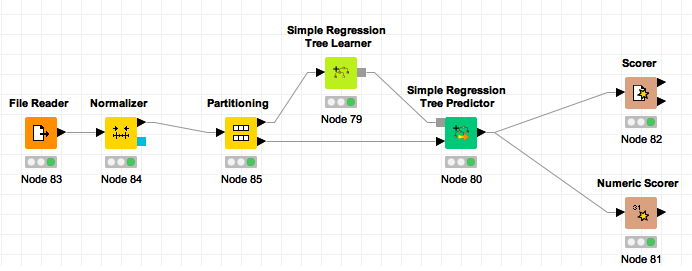 Simple Regression
Tree Learner
Node 79
File Reader
Node 83
Normalizer
Node 84
Partitioning
Node 85
Simple Regression
Tree Predictor
Node 80
Scorer
Node 82
Numeric Scorer
31
Node 81